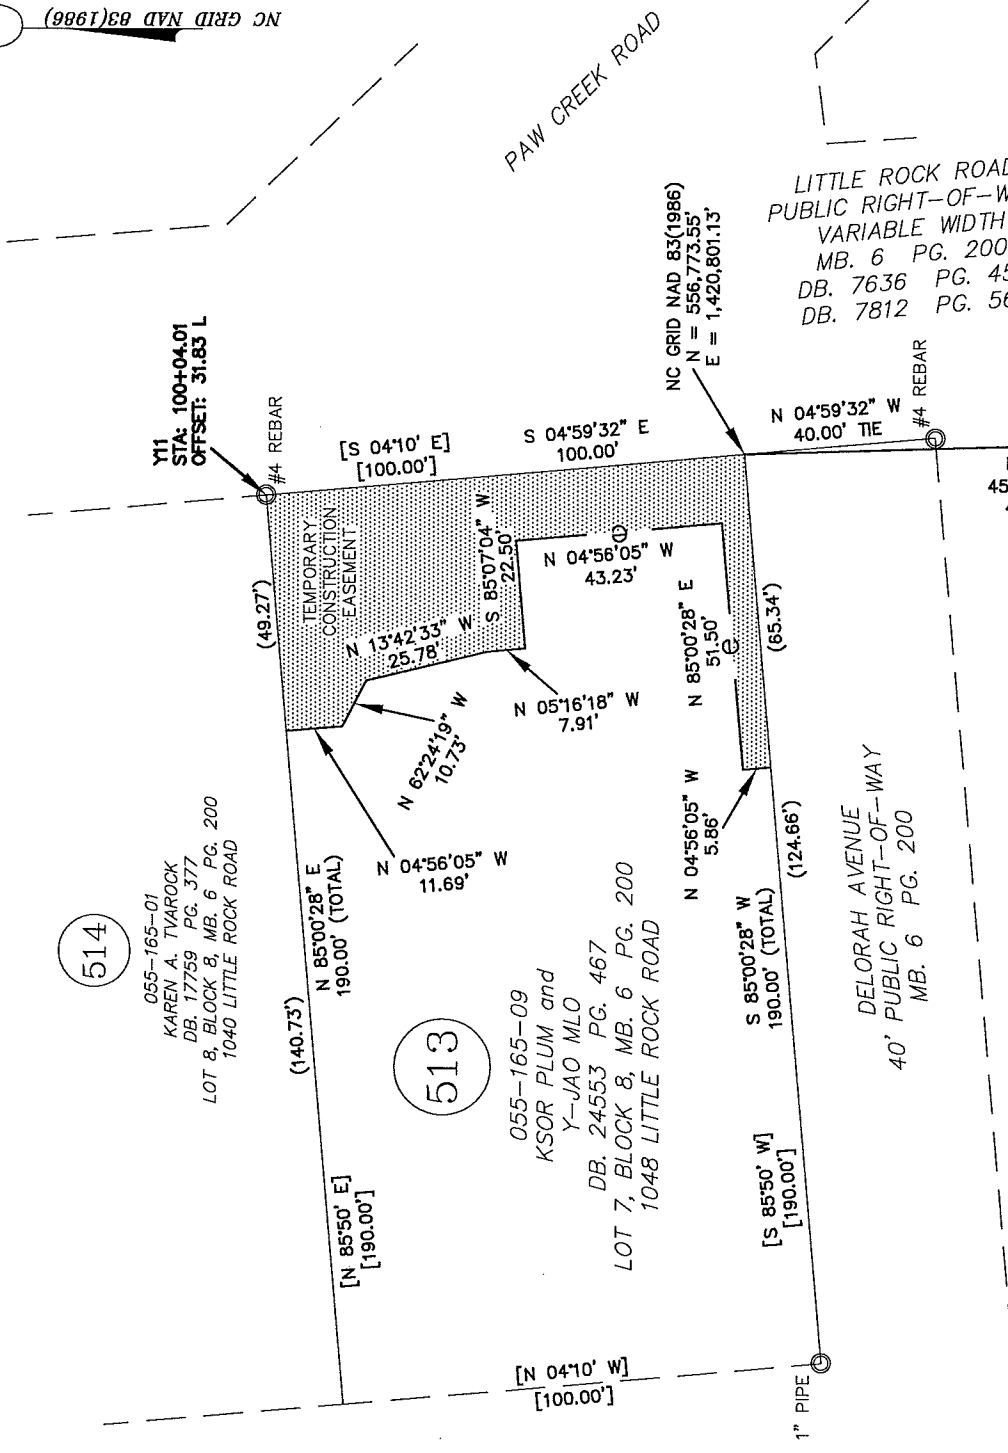 NC GRID NAD 83(1986)
PAW CREEK ROAD
LITTLE ROCK ROAD
PUBLIC RIGHT-OF-W
VARIABLE WIDTH
MB. 6 PG. 200
DB. 7636 PG. 45
DB. 7812 PG. 56
Y11
STA: 100+04.01
OFFSET: 31.83 L
#4 REBAR
[S 04°10' E]
[100.00']
S 04°59'32" E
100.00'
NC GRID NAD 83(1986)
N = 556,773.55'
E = 1,420,801.13'
N 04°59'32" W
40.00' TIE
#4 REBAR
45
(49.27')
TEMPORARY
CONSTRUCTION
EASEMENT
N 13°42'33" W
25.78'
S 85°07'04" W
22.50'
N 04°56'05" W
43.23'
e
N 85°00'28" E
51.50'
e
(65.34')
N 05°16'18" W
7.91'
N 62°24'19" W
10.73'
N 04°56'05" W
11.69'
N 04°56'05" W
5.86'
514
055-165-01
KAREN A. TVAROCK
DB. 17759 PG. 377
LOT 8, BLOCK 8, MB. 6 PG. 200
1040 LITTLE ROCK ROAD
(140.73')
N 85°00'28" E
190.00' (TOTAL)
[N 85°50' E]
[190.00']
513
055-165-09
KSOR PLUM and
Y-JAO MLO
DB. 24553 PG. 467
LOT 7, BLOCK 8, MB. 6 PG. 200
1048 LITTLE ROCK ROAD
S 85°00'28" W
190.00' (TOTAL)
(124.66')
[S 85°50' W]
[190.00']
DELORAH AVENUE
40' PUBLIC RIGHT-OF-WAY
MB. 6 PG. 200
[N 04°10' W]
[100.00']
1" PIPE